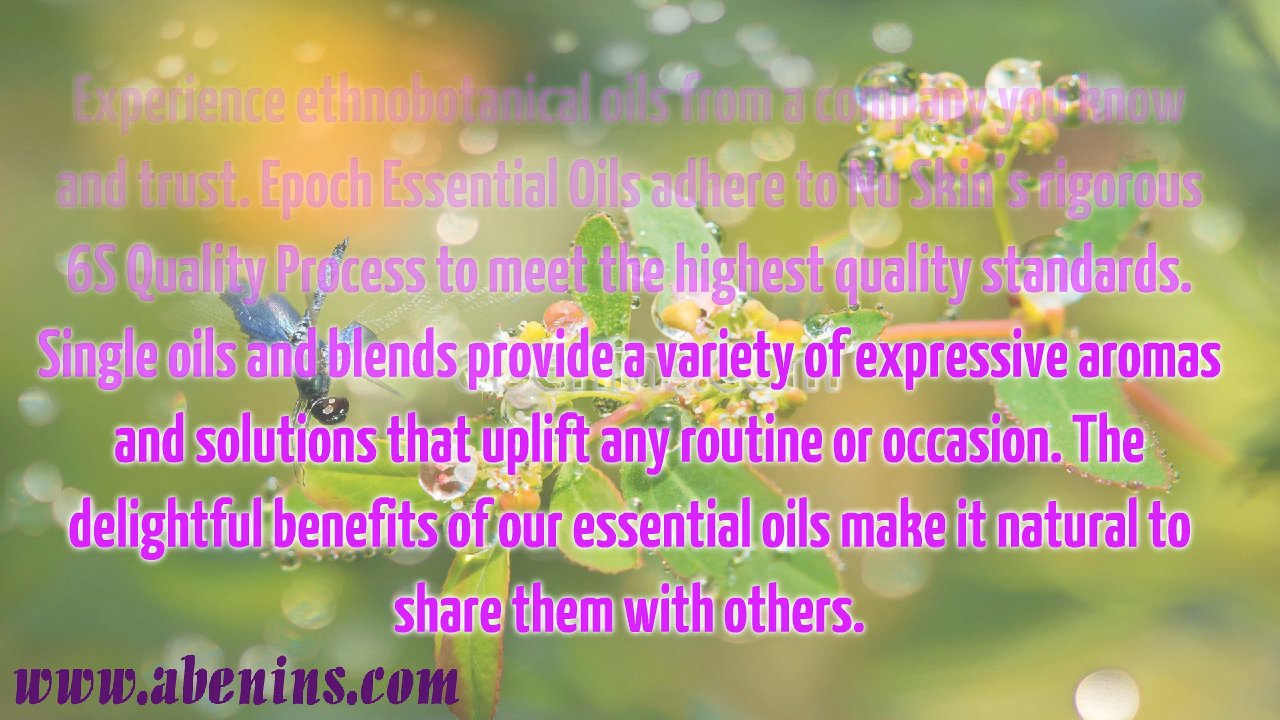 Experience ethnobotanical oils from a company you know
and trust. Epoch Essential Oils adhere to Nu Skin's rigorous
6S Quality Process to meet the highest quality standards.
Single oils and blends provide a variety of expressive aromas
and solutions that uplift any routine or occasion. The
delightful benefits of our essential oils make it natural to
share them with others.
www.abenins.com